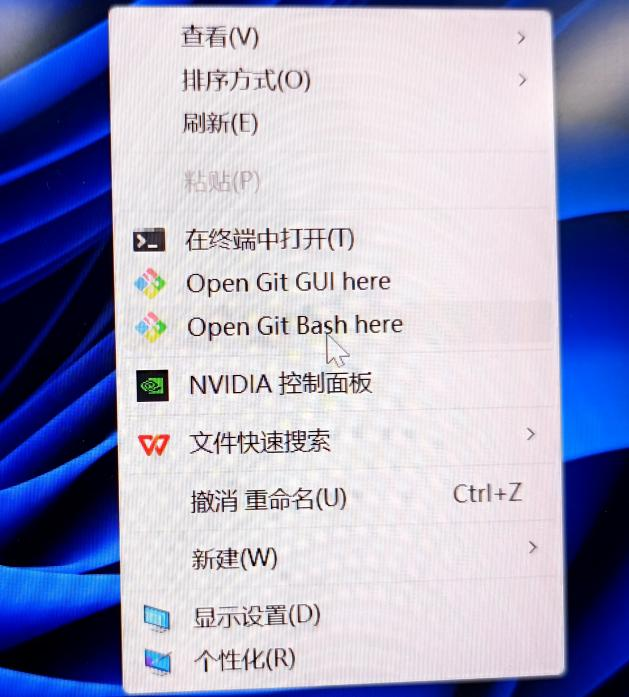 查看(V)
排序方式(O)
刷新(E)
粘贴(P)
在终端中打开(T)
Open Git GUI here
Open Git Bash here
NVIDIA 控制面板
文件快速搜索
撤消 重命名(U) Ctrl+Z
新建(W)
显示设置(D)
个性化(R)